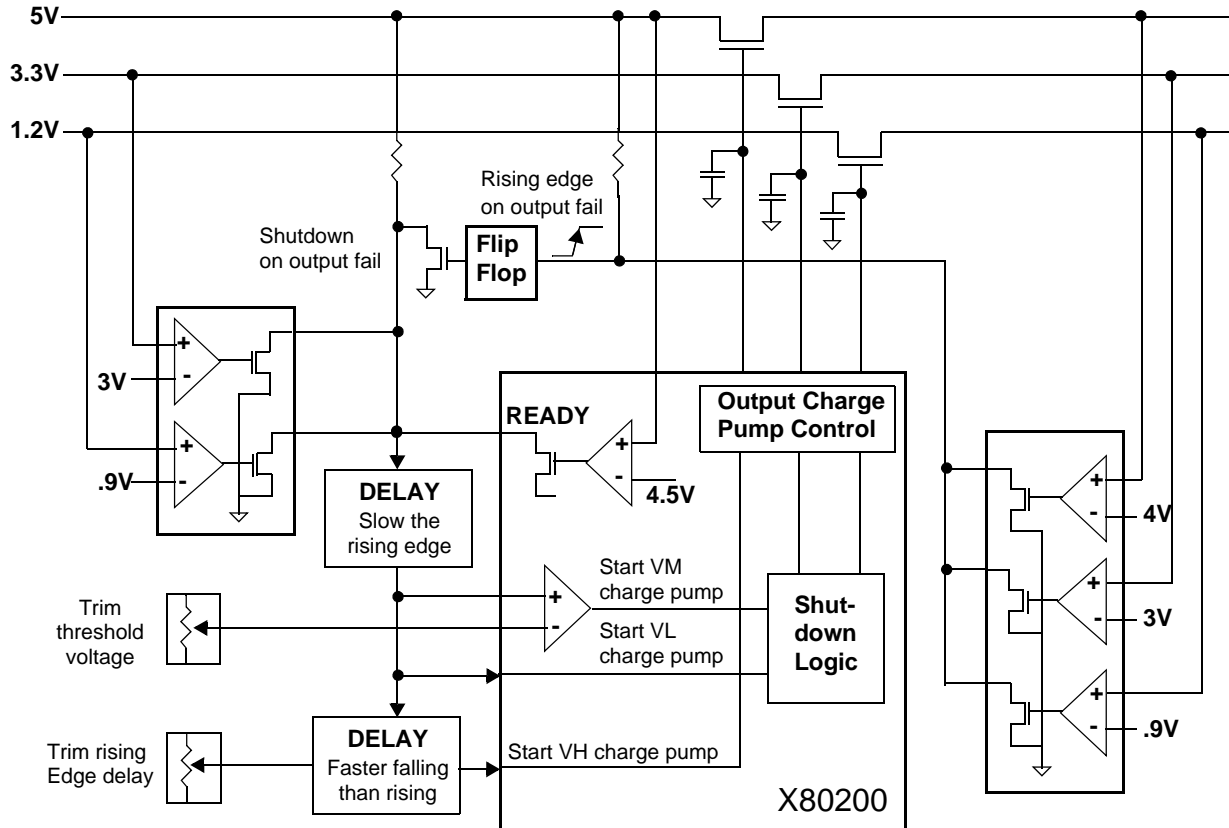 5V
3.3V
1.2V
Rising edge
on output fail
Shutdown
on output fail
Flip
Flop
+
-
3V
+
-
.9V
READY
+
-
4.5V
Output Charge
Pump Control
DELAY
Slow the
rising edge
+
-
4V
+
-
3V
+
-
.9V
Trim
threshold
voltage
+
-
Start VM
charge pump
Start VL
charge pump
Shut-
down
Logic
Trim rising
Edge delay
DELAY
Faster falling
than rising
Start VH charge pump
X80200